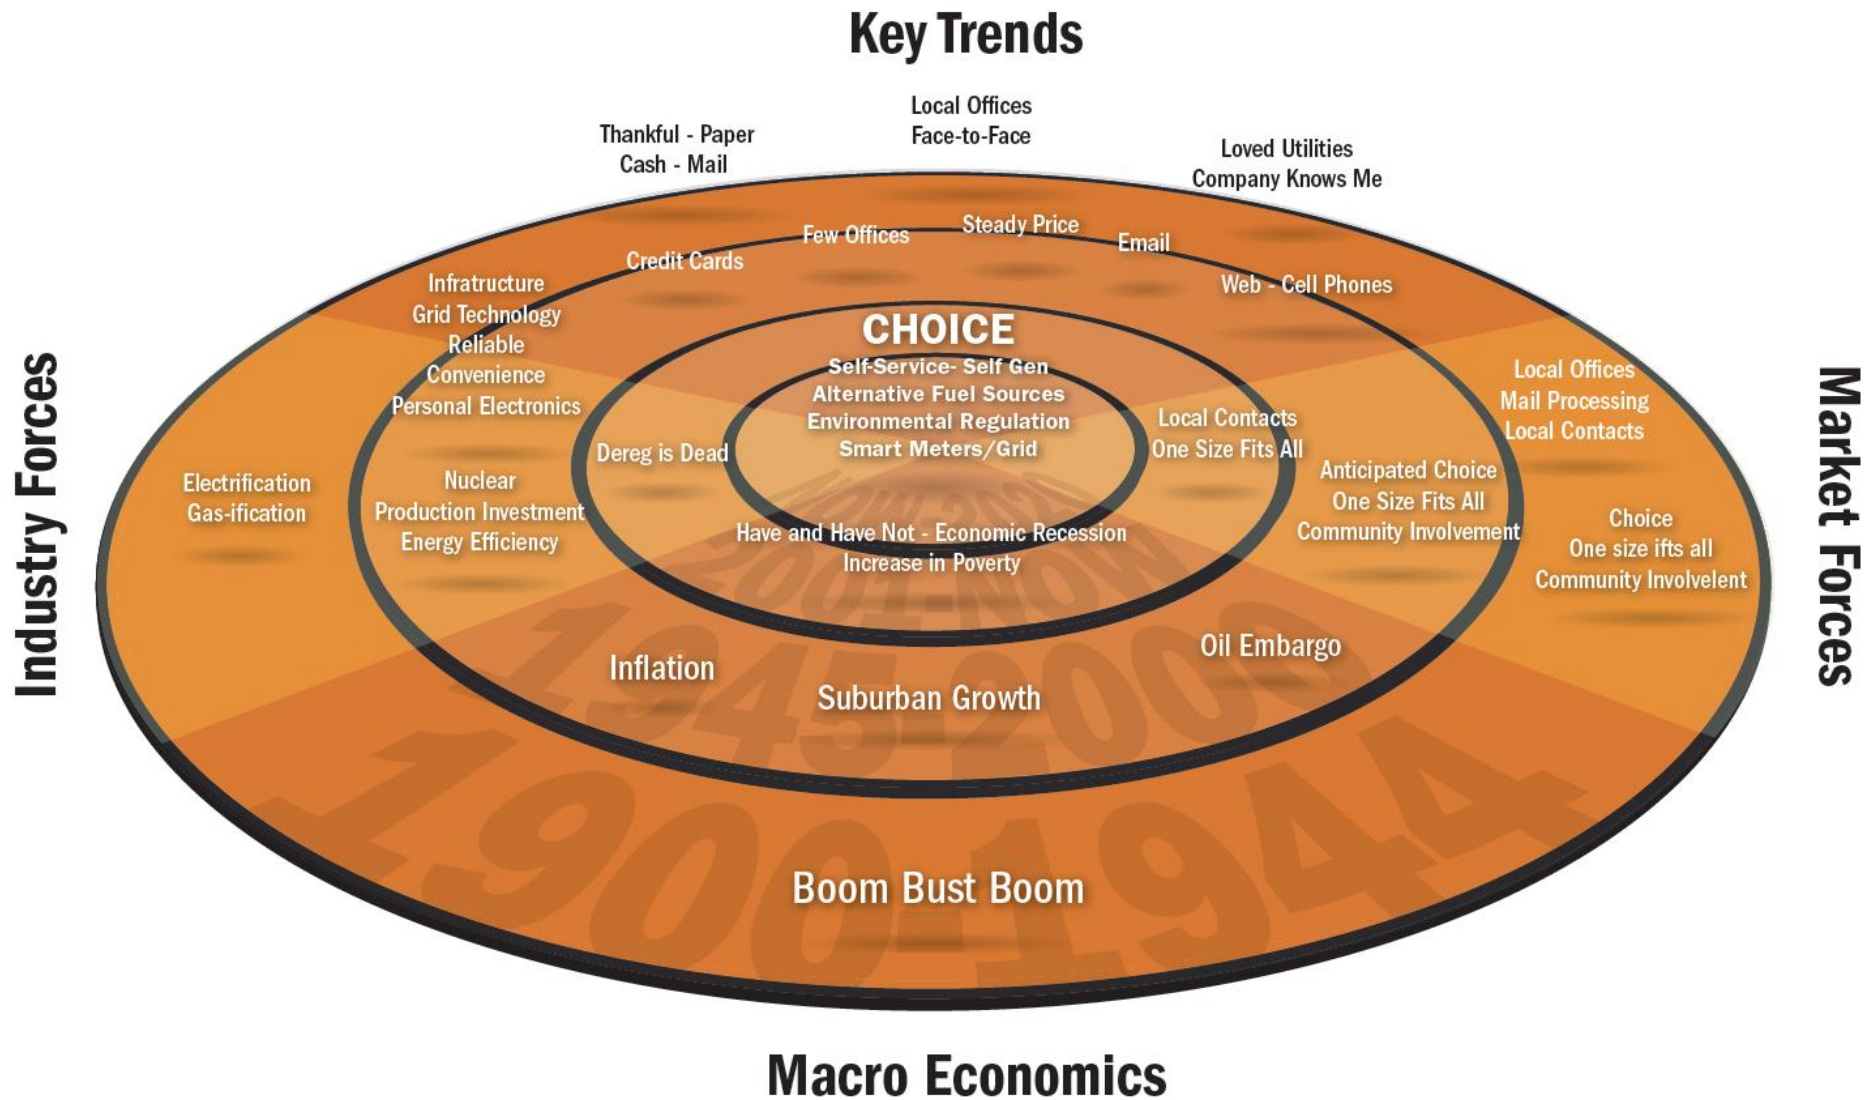 Key Trends
Local Offices
Face-to-Face
Thankful - Paper
Cash - Mail
Loved Utilities
Company Knows Me
Steady Price
Few Offices
Email
Credit Cards
Web - Cell Phones
Infratructure
Grid Technology
Reliable
Convenience
Personal Electronics
CHOICE
Self-Service- Self Gen
Alternative Fuel Sources
Environmental Regulation
Smart Meters/Grid
Local Offices
Mail Processing
Local Contacts
Local Contacts
One Size Fits All
Dereg is Dead
Electrification
Gas-ification
Nuclear
Production Investment
Energy Efficiency
Anticipated Choice
One Size Fits All
Community Involvement
Choice
One size ifts all
Community Involvelent
Industry Forces
Market Forces
Have and Have Not - Economic Recession
Increase in Poverty
2001-NOW
Inflation
Suburban Growth
Oil Embargo
1945-2000
Boom Bust Boom
1900-1944
Macro Economics